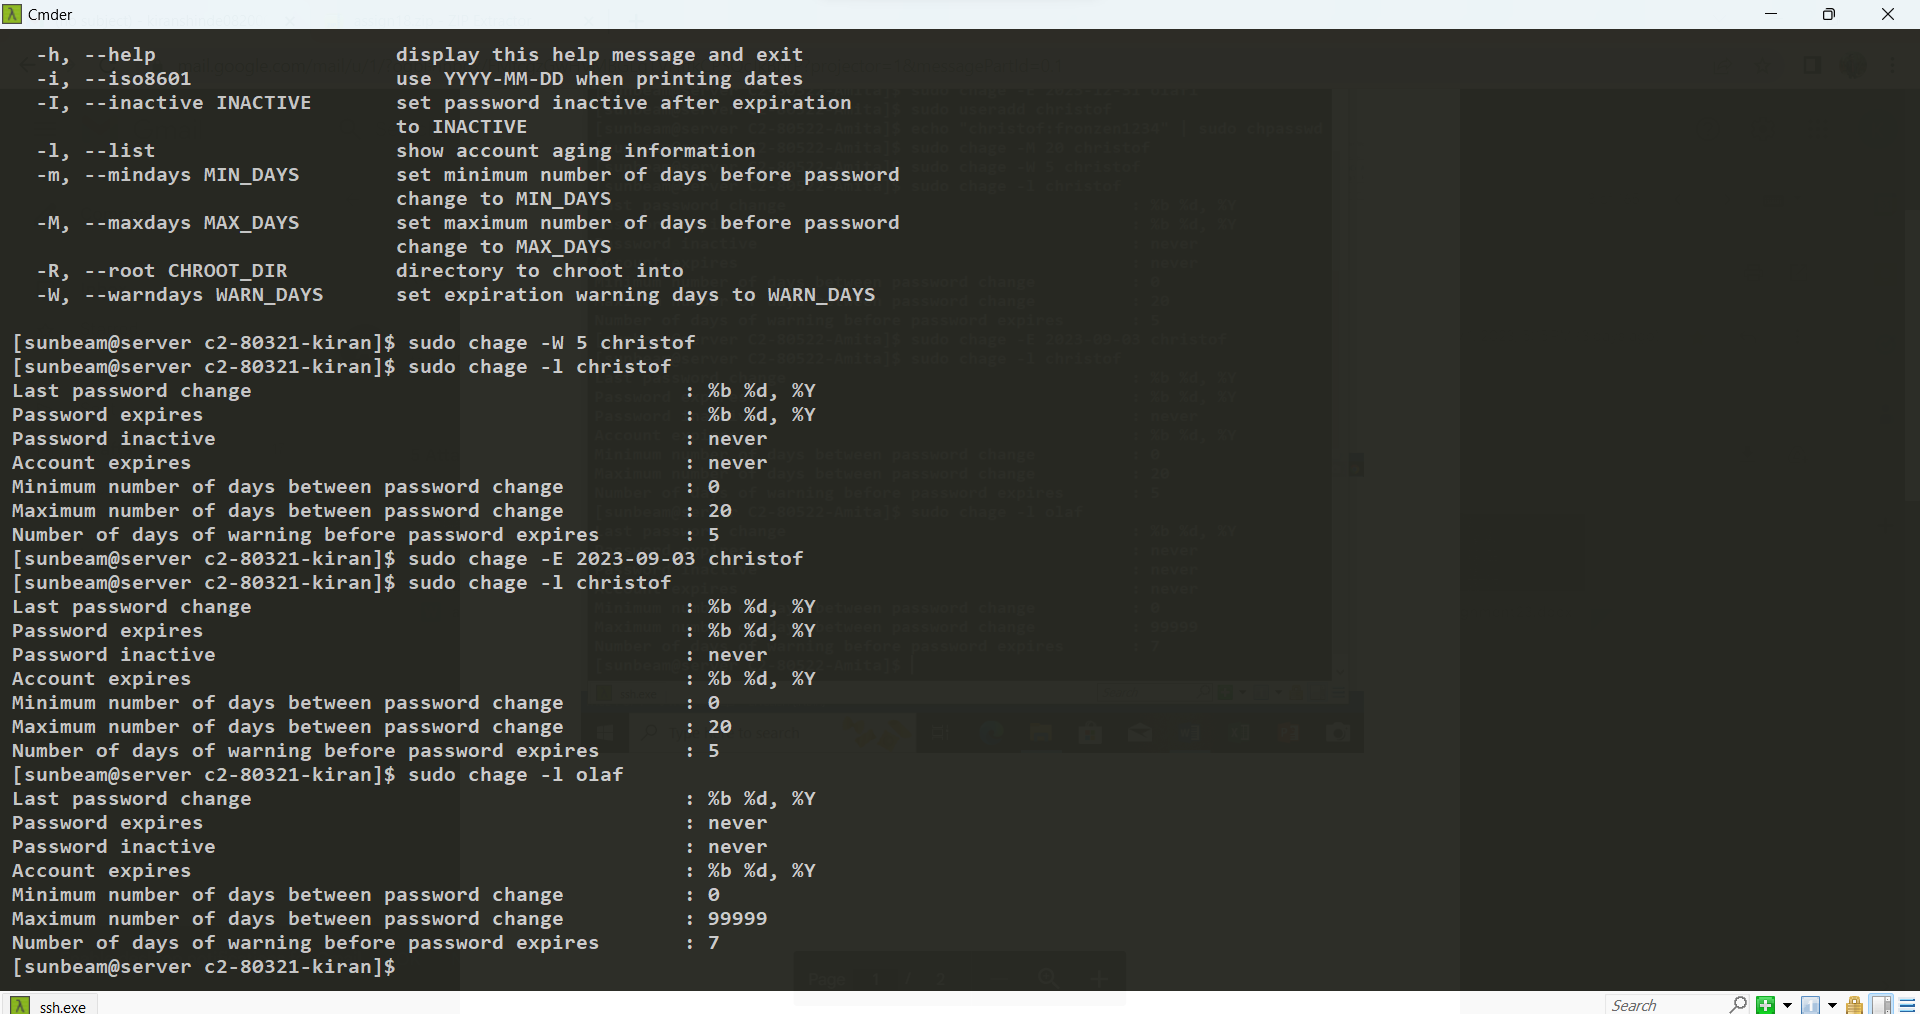 Cmder
-h, --help display this help message and exit
-i, --iso8601 use YYYY-MM-DD when printing dates
-I, --inactive INACTIVE set password inactive after expiration
to INACTIVE
-l, --list show account aging information
-m, --mindays MIN_DAYS set minimum number of days before password
change to MIN_DAYS
-M, --maxdays MAX_DAYS set maximum number of days before password
change to MAX_DAYS
-R, --root CHROOT_DIR directory to chroot into
-W, --warndays WARN_DAYS set expiration warning days to WARN_DAYS
[sunbeam@server c2-80321-kiran]$ sudo chage -W 5 christof
[sunbeam@server c2-80321-kiran]$ sudo chage -l christof
Last password change : %b %d, %Y
Password expires : %b %d, %Y
Password inactive : never
Account expires : never
Minimum number of days between password change : 0
Maximum number of days between password change : 20
Number of days of warning before password expires : 5
[sunbeam@server c2-80321-kiran]$ sudo chage -E 2023-09-03 christof
[sunbeam@server c2-80321-kiran]$ sudo chage -l christof
Last password change : %b %d, %Y
Password expires : %b %d, %Y
Password inactive : never
Account expires : %b %d, %Y
Minimum number of days between password change : 0
Maximum number of days between password change : 20
Number of days of warning before password expires : 5
[sunbeam@server c2-80321-kiran]$ sudo chage -l olaf
Last password change : %b %d, %Y
Password expires : never
Password inactive : never
Account expires : %b %d, %Y
Minimum number of days between password change : 0
Maximum number of days between password change : 99999
Number of days of warning before password expires : 7
[sunbeam@server c2-80321-kiran]$
ssh.exe Search